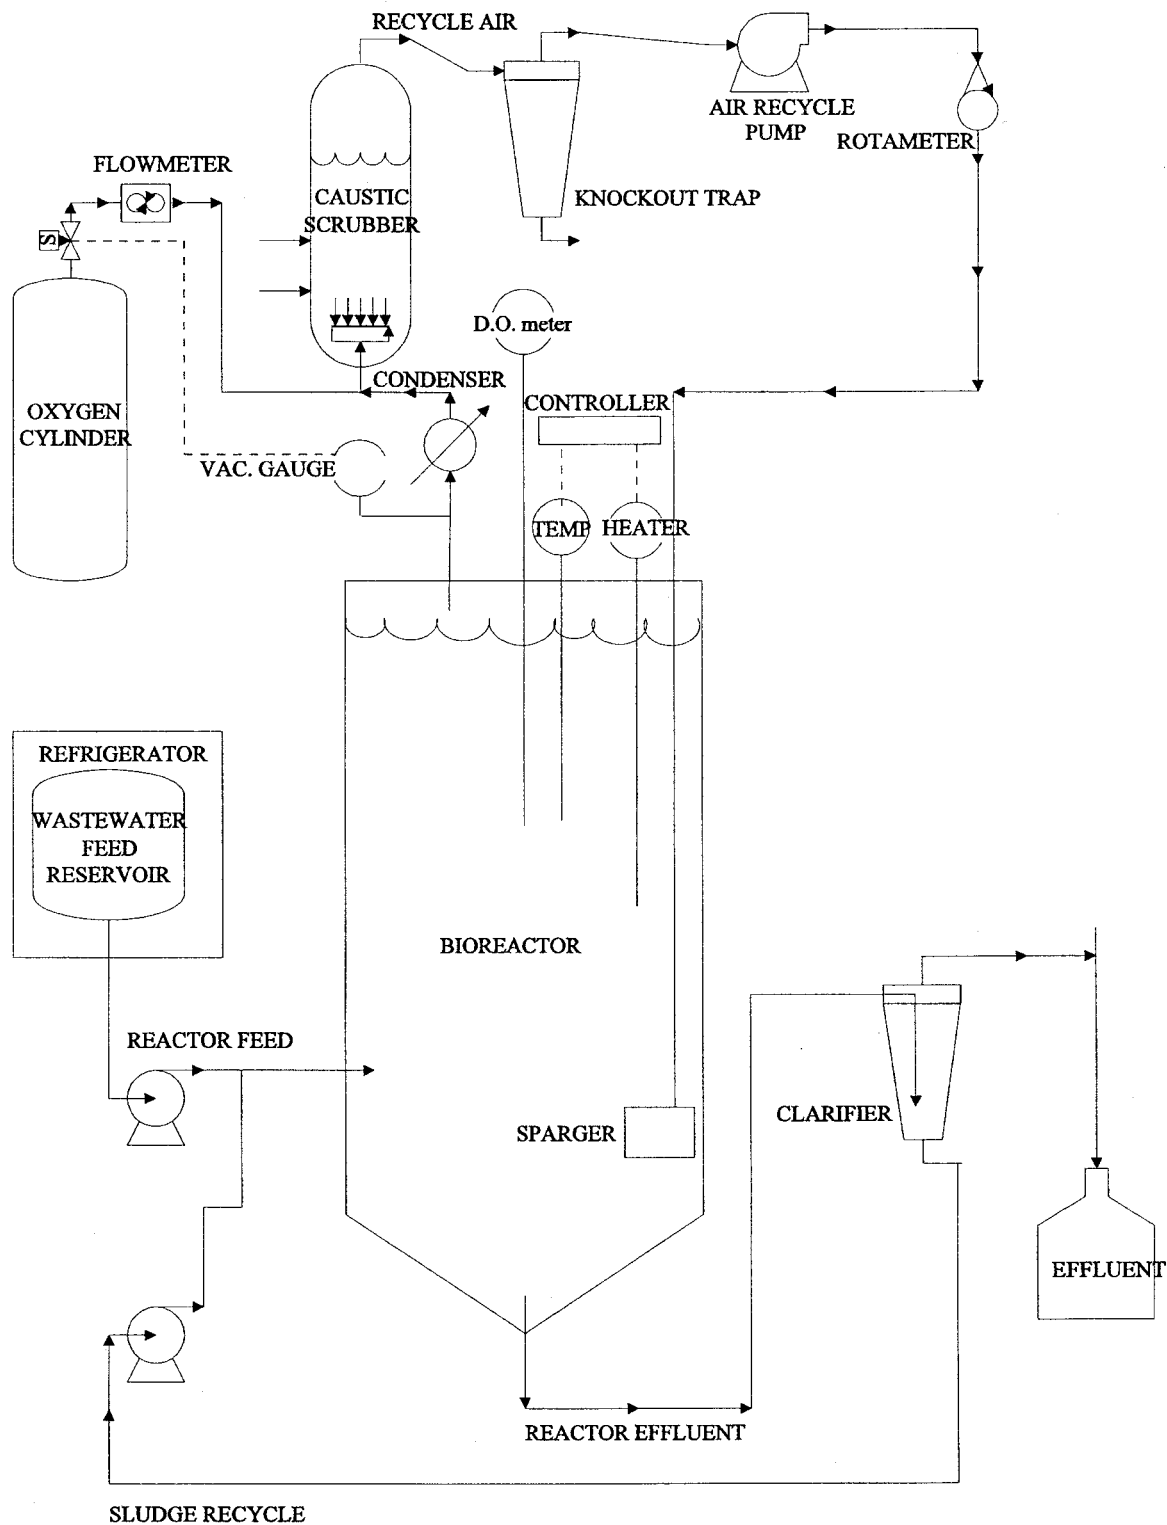 RECYCLE AIR
AIR RECYCLE
PUMP
ROTAMETER
FLOWMETER
CAUSTIC
SCRUBBER
KNOCKOUT TRAP
S
D.O. meter
CONDENSER
CONTROLLER
OXYGEN
CYLINDER
VAC. GAUGE
TEMP
HEATER
REFRIGERATOR
WASTEWATER
FEED
RESERVOIR
BIOREACTOR
REACTOR FEED
SPARGER
CLARIFIER
EFFLUENT
REACTOR EFFLUENT
SLUDGE RECYCLE